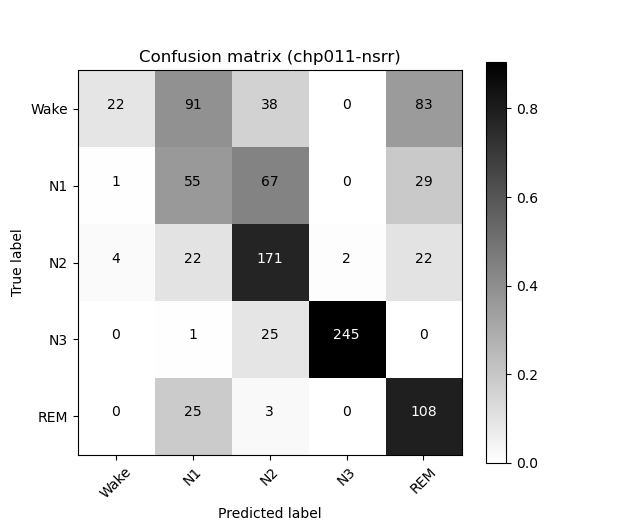 Confusion matrix (chp011-nsrr)
True label
Wake 22 91 38 0 83
N1 1 55 67 0 29
N2 4 22 171 2 22
N3 0 1 25 245 0
REM 0 25 3 0 108
Wake N1 N2 N3 REM
Predicted label
0.8
0.6
0.4
0.2
0.0